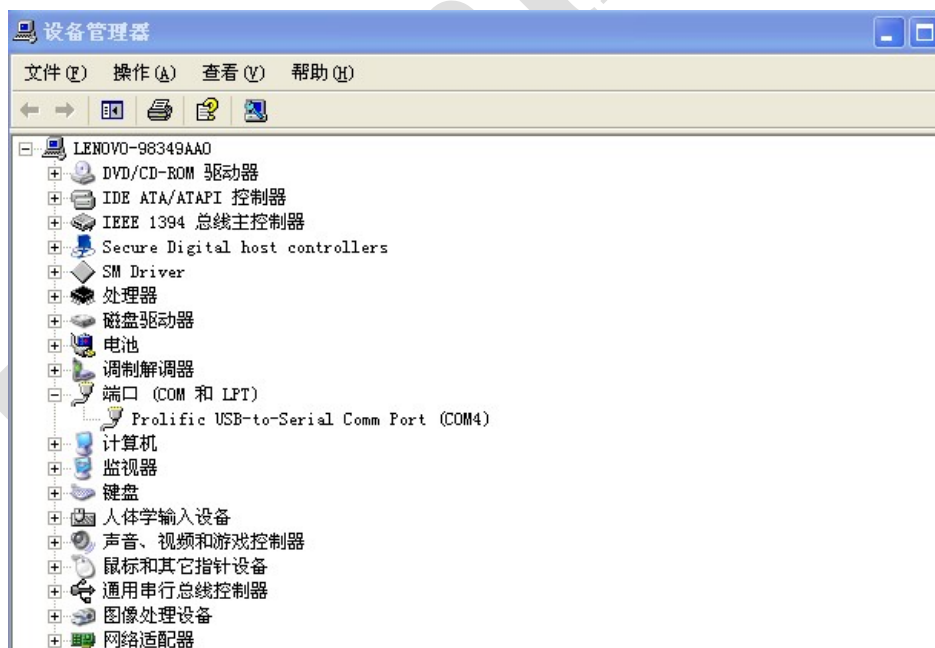 设备管理器
文件(F) 操作(A) 查看(V) 帮助(H)
LENOVO-98349AA0
DVD/CD-ROM 驱动器
IDE ATA/ATAPI 控制器
IEEE 1394 总线主控制器
Secure Digital host controllers
SM Driver
处理器
磁盘驱动器
电池
调制解调器
端口 (COM 和 LPT)
Prolific USB-to-Serial Comm Port (COM4)
计算机
监视器
键盘
人体学输入设备
声音、视频和游戏控制器
鼠标和其它指针设备
通用串行总线控制器
图像处理设备
网络适配器